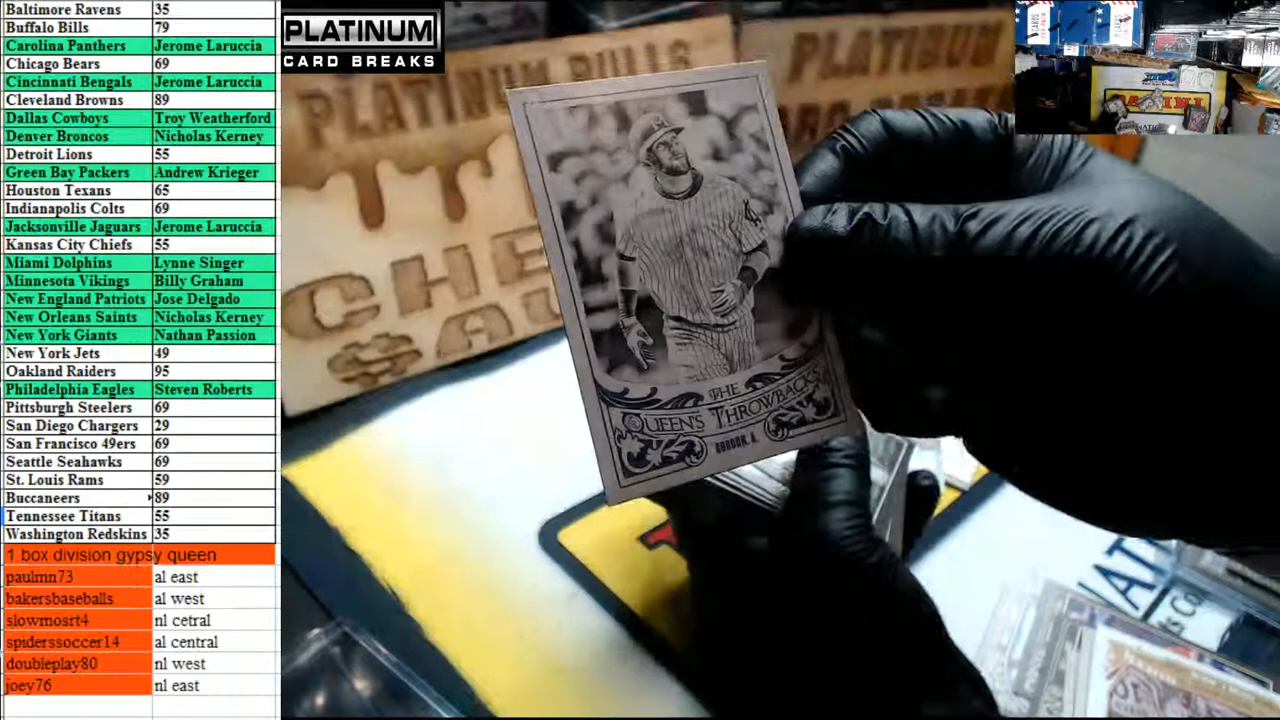 Baltimore Ravens 35
Buffalo Bills 79
Carolina Panthers Jerome Laruccia
Chicago Bears 69
Cincinnati Bengals Jerome Laruccia
Cleveland Browns 89
Dallas Cowboys Troy Weatherford
Denver Broncos Nicholas Kerney
Detroit Lions 55
Green Bay Packers Andrew Krieger
Houston Texans 65
Indianapolis Colts 69
Jacksonville Jaguars Jerome Laruccia
Kansas City Chiefs 55
Miami Dolphins Lynne Singer
Minnesota Vikings Billy Graham
New England Patriots Jose Delgado
New Orleans Saints Nicholas Kerney
New York Giants Nathan Passion
New York Jets 49
Oakland Raiders 95
Philadelphia Eagles Steven Roberts
Pittsburgh Steelers 69
San Diego Chargers 29
San Francisco 49ers 69
Seattle Seahawks 69
St. Louis Rams 59
Buccaneers 89
Tennessee Titans 55
Washington Redskins 35
1 box division gypsy queen
paulmn73 al east
bakersbaseballs al west
slowmosrt4 nl cetral
spiderssoccer14 al central
doubleplay80 nl west
joey76 nl east
PLATINUM
CARD BREAKS
PLATINUM BULLS
PLATINUM
THE
QUEEN'S THROWBACKS
GORDON, A.
PANINI